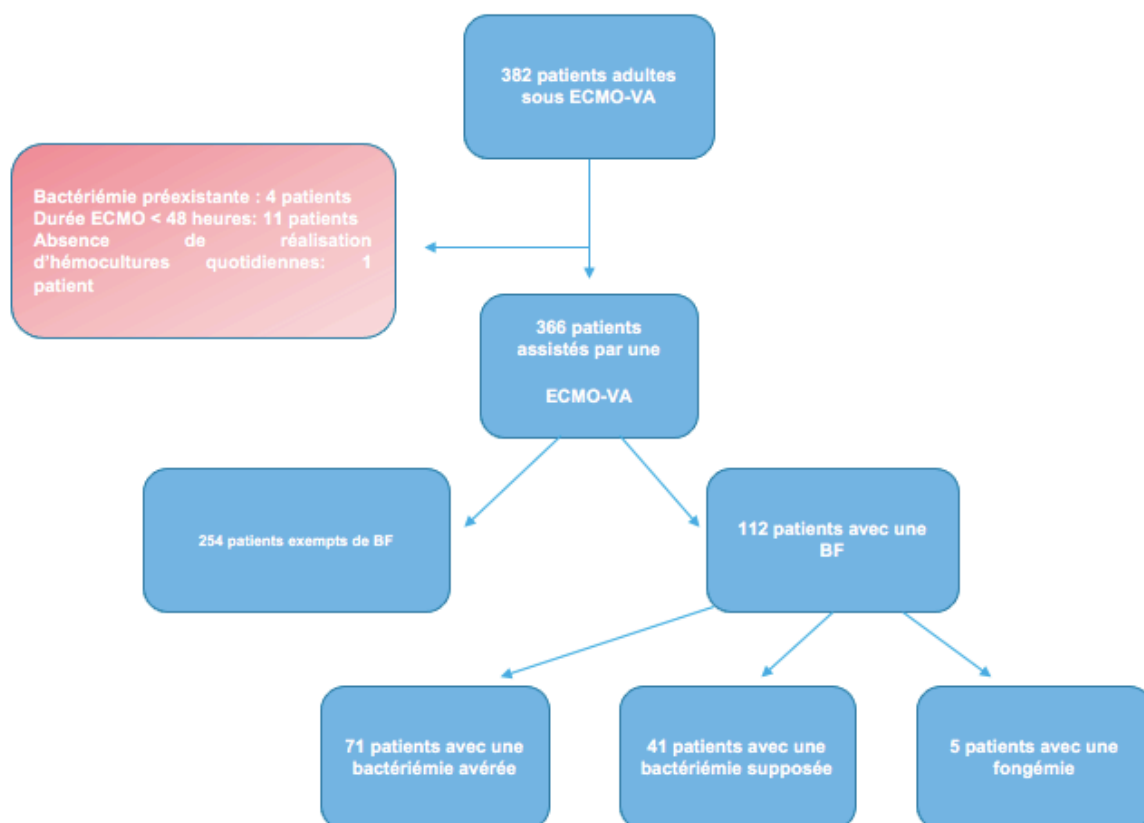 382 patients adultes
sous ECMO-VA
Bactériémie préexistante : 4 patients
Durée ECMO < 48 heures: 11 patients
Absence de réalisation
d'hémocultures quotidiennes: 1
patient
366 patients
assistés par une
ECMO-VA
254 patients exempts de BF
112 patients avec une
BF
71 patients avec une
bactériémie avérée
41 patients avec une
bactériémie supposée
5 patients avec une
fongémie